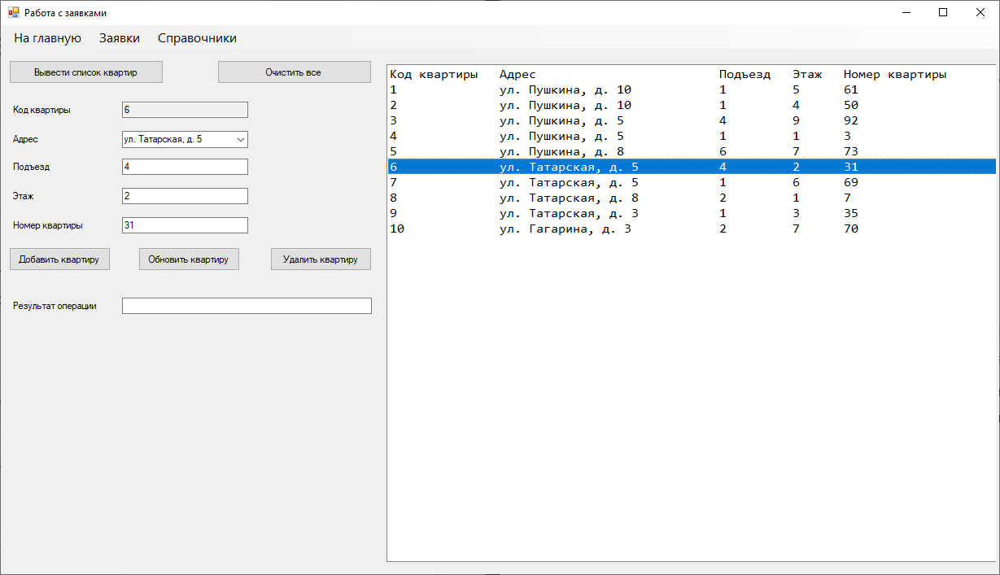 Работа с заявками
На главную Заявки Справочники
Вывести список квартир Очистить все
Код квартиры 6
Адрес ул. Татарская, д. 5
Подъезд 4
Этаж 2
Номер квартиры 31
Добавить квартиру Обновить квартиру Удалить квартиру
Результат операции
Код квартиры Адрес Подъезд Этаж Номер квартиры
1 ул. Пушкина, д. 10 1 5 61
2 ул. Пушкина, д. 10 1 4 50
3 ул. Пушкина, д. 5 4 9 92
4 ул. Пушкина, д. 5 1 1 3
5 ул. Пушкина, д. 8 6 7 73
6 ул. Татарская, д. 5 4 2 31
7 ул. Татарская, д. 5 1 6 69
8 ул. Татарская, д. 8 2 1 7
9 ул. Татарская, д. 3 1 3 35
10 ул. Гагарина, д. 3 2 7 70